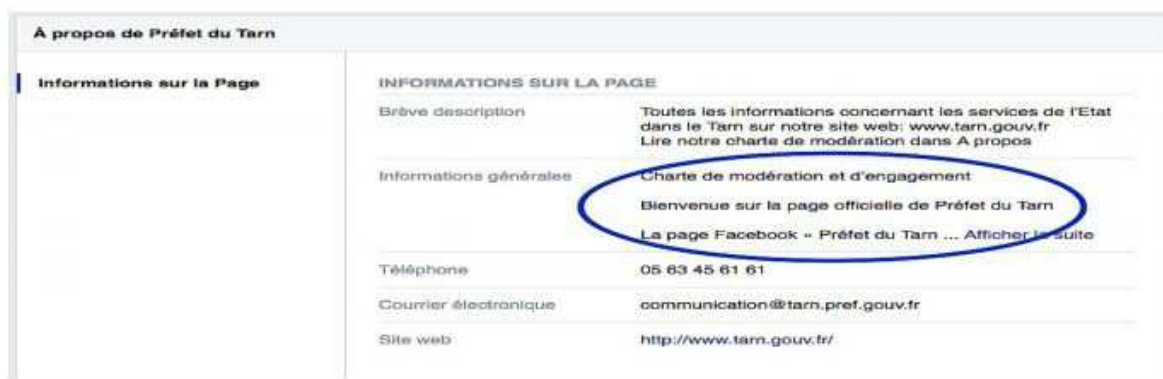 À propos de Préfet du Tarn
Informations sur la Page
INFORMATIONS SUR LA PAGE
Brève description
Toutes les informations concernant les services de l'Etat
dans le Tarn sur notre site web: www.tarn.gouv.fr
Lire notre charte de modération dans A propos
Informations générales
Charte de modération et d'engagement
Bienvenue sur la page officielle de Préfet du Tarn
La page Facebook « Préfet du Tarn ... Afficher la suite
Téléphone
05 63 45 61 61
Courrier électronique
communication@tarn.pref.gouv.fr
Site web
http://www.tarn.gouv.fr/